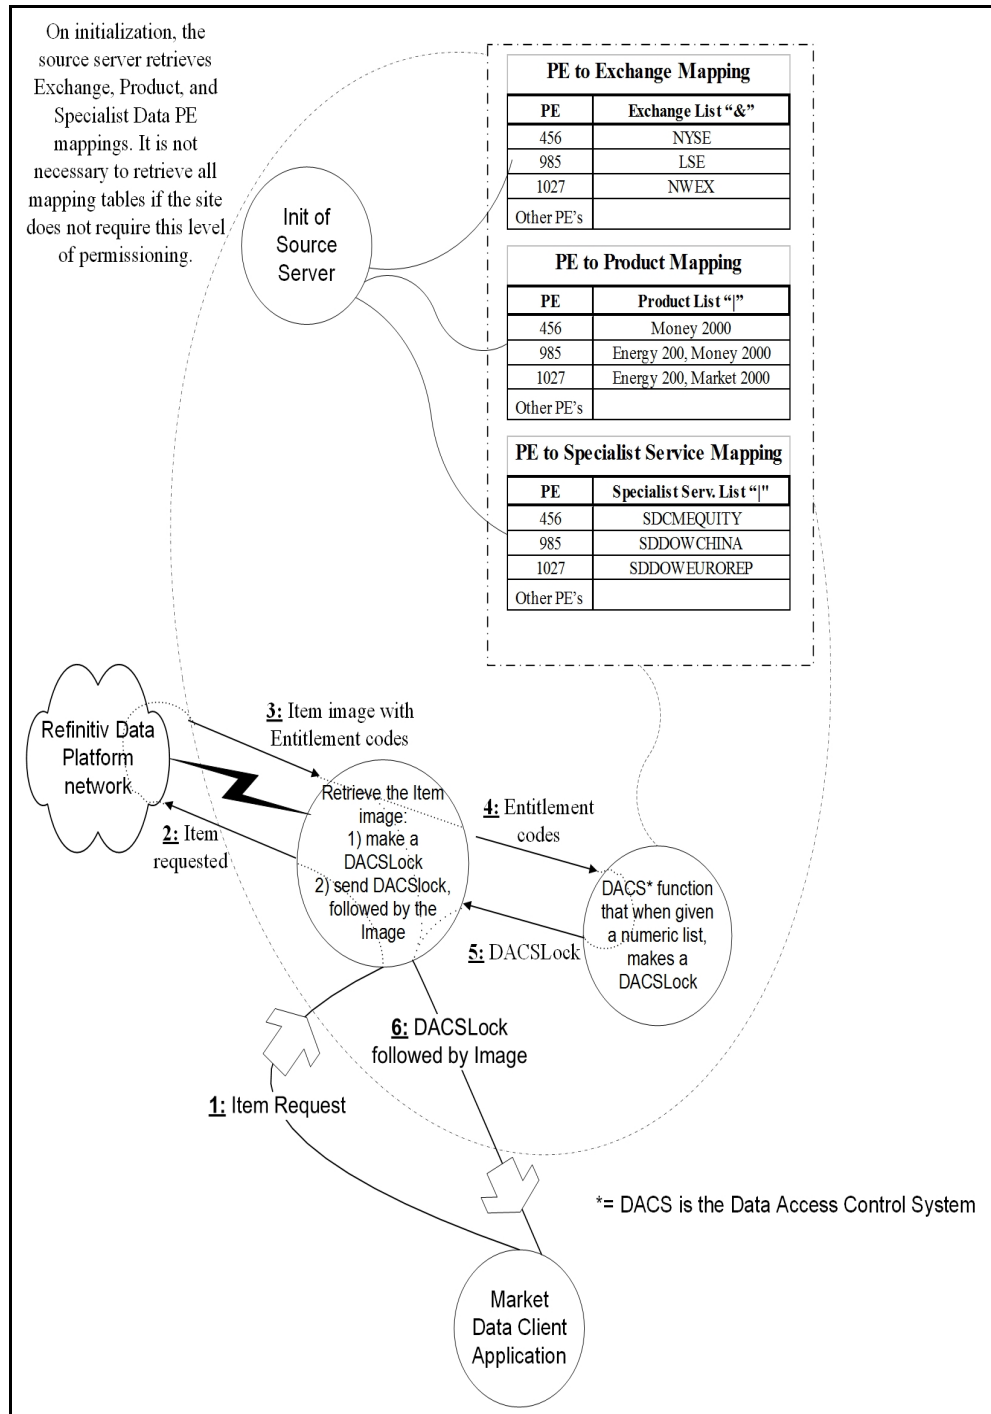 On initialization, the
source server retrieves
Exchange, Product, and
Specialist Data PE
mappings. It is not
necessary to retrieve all
mapping tables if the site
does not require this level
of permissioning.
Init of
Source
Server
PE to Exchange Mapping
PE Exchange List “&”
456 NYSE
985 LSE
1027 NWEX
Other PE’s
PE to Product Mapping
PE Product List “|”
456 Money 2000
985 Energy 200, Money 2000
1027 Energy 200, Market 2000
Other PE’s
PE to Specialist Service Mapping
PE Specialist Serv. List “|"
456 SDCMEQUITY
985 SDDOWCHINA
1027 SDDOWEUROREP
Other PE’s
Refinitiv Data
Platform
network
3: Item image with
Entitlement codes
2: Item
requested
Retrieve the Item
image:
1) make a
DACSLock
2) send DACSlock,
followed by the
Image
4: Entitlement
codes
5: DACSLock
DACS* function
that when given
a numeric list,
makes a
DACSLock
6: DACSLock
followed by Image
1: Item Request
*= DACS is the Data Access Control System
Market
Data Client
Application